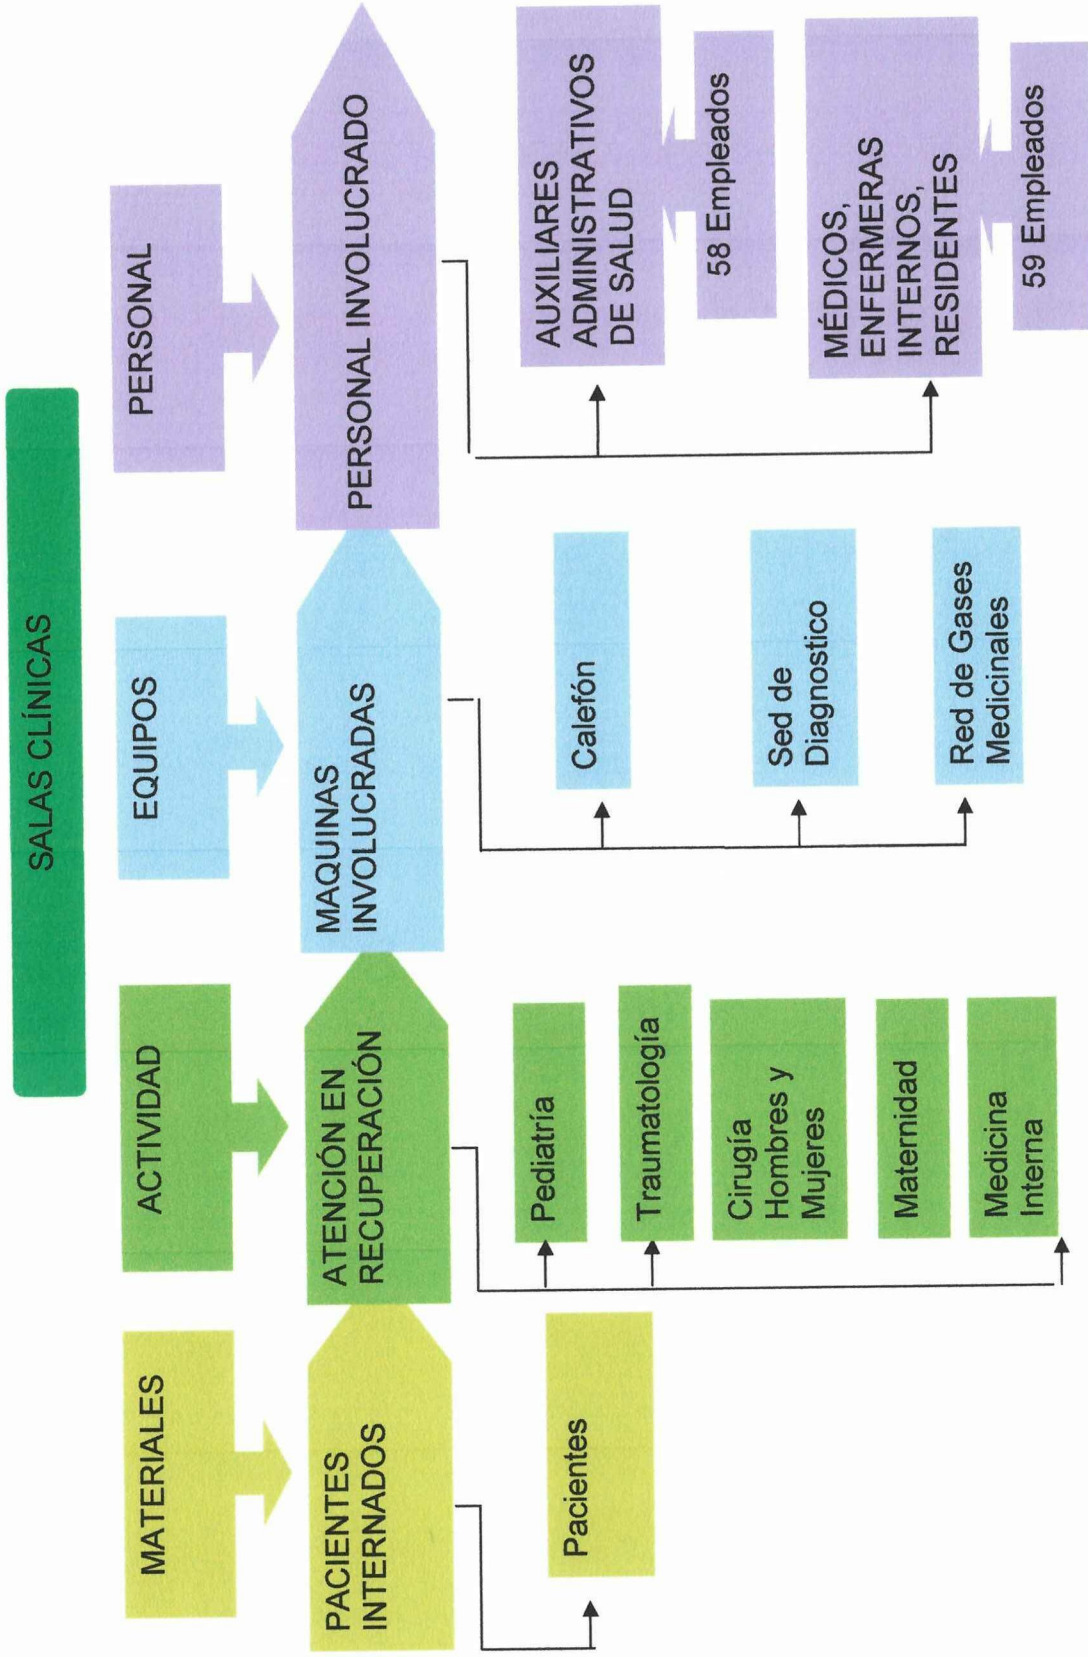 SALAS CLÍNICAS
MATERIALES
ACTIVIDAD
EQUIPOS
PERSONAL
PACIENTES
INTERNADOS
ATENCIÓN EN
RECUPERACIÓN
MAQUINAS
INVOLUCRADAS
PERSONAL INVOLUCRADO
Pacientes
Pediatría
Traumatología
Cirugía
Hombres y
Mujeres
Maternidad
Medicina
Interna
Calefón
Sed de
Diagnostico
Red de Gases
Medicinales
AUXILIARES
ADMINISTRATIVOS
DE SALUD
58 Empleados
MÉDICOS,
ENFERMERAS
INTERNOS,
RESIDENTES
59 Empleados